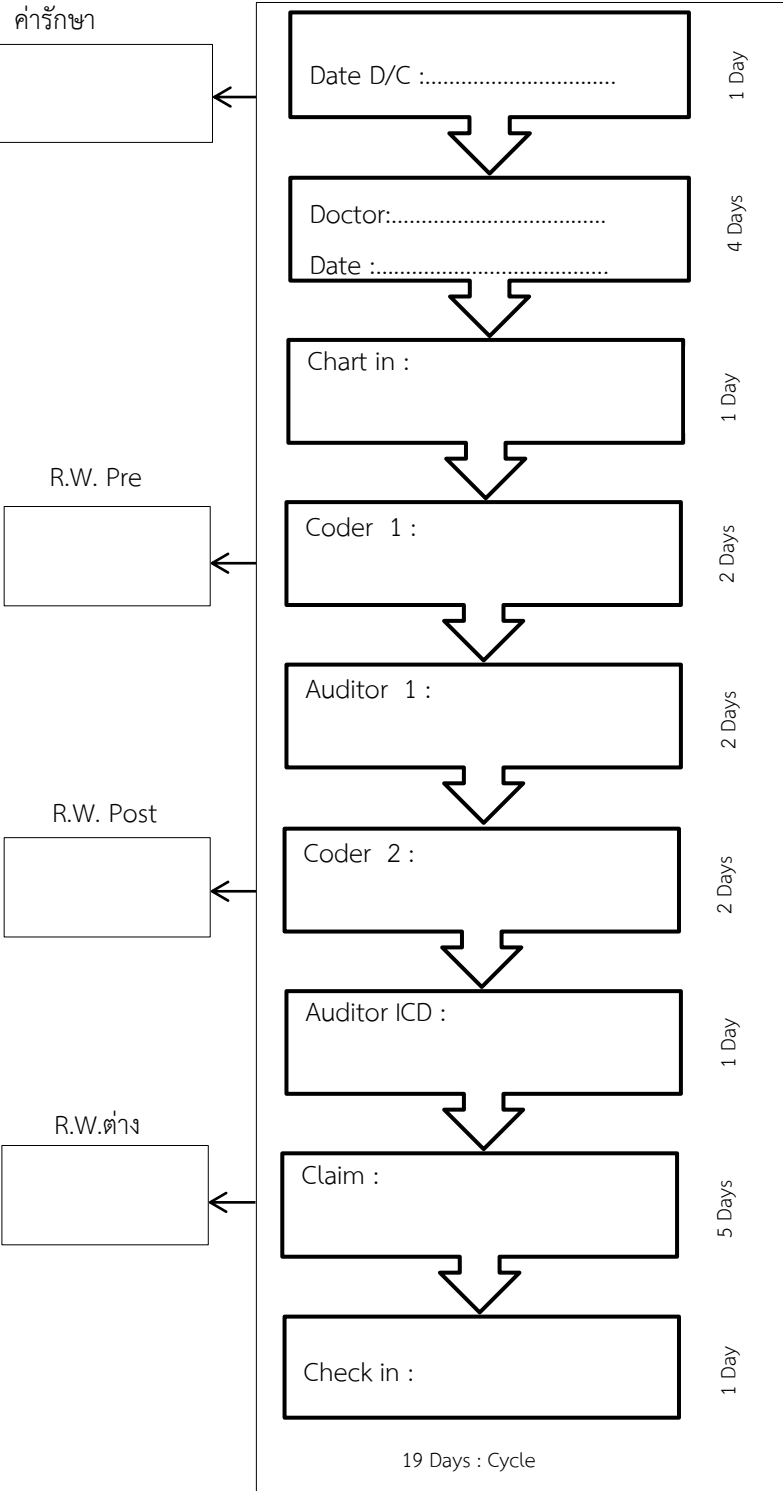 ค่ารักษา
Date D/C :................................
1 Day
Doctor:....................................
Date :.......................................
4 Days
Chart in :
1 Day
R.W. Pre
Coder 1 :
2 Days
Auditor 1 :
2 Days
R.W. Post
Coder 2 :
2 Days
Auditor ICD :
1 Day
R.W.ต่าง
Claim :
5 Days
Check in :
1 Day
19 Days : Cycle